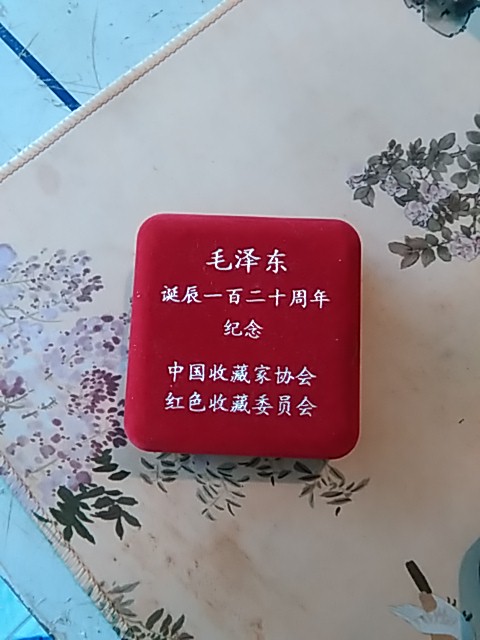 毛泽东
诞辰一百二十周年
纪念
中国收藏家协会
红色收藏委员会